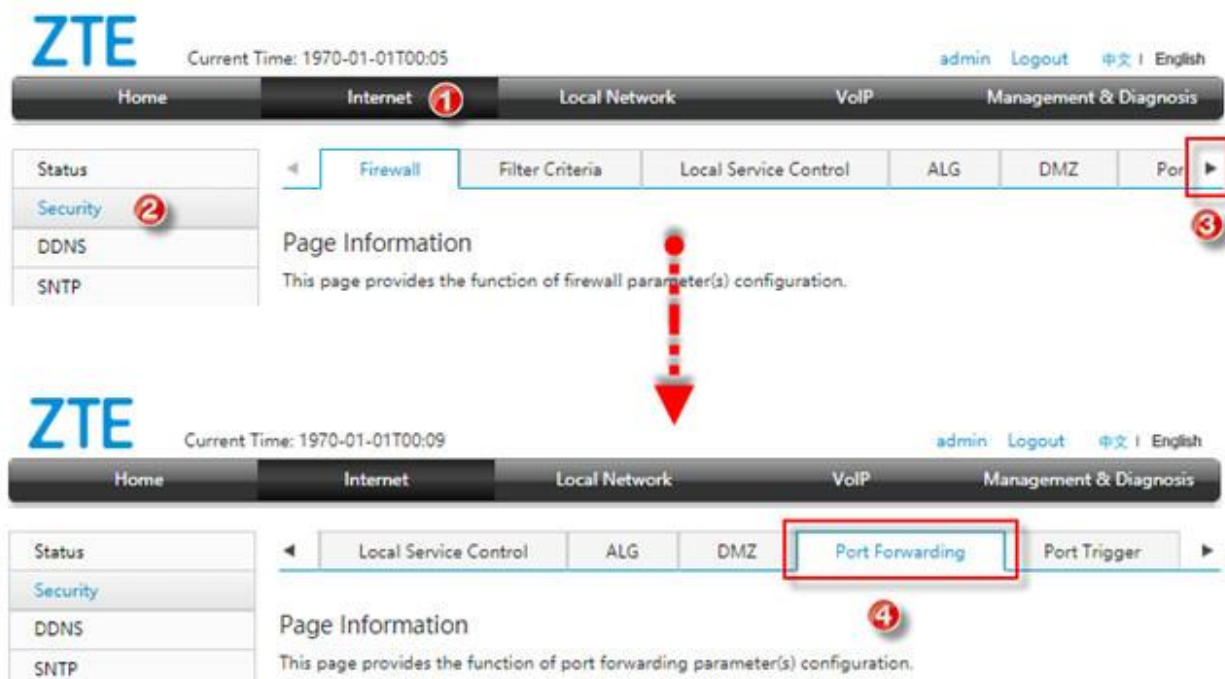 ZTE
Current Time: 1970-01-01T00:05 admin Logout 中文 | English
Home Internet 1 Local Network VoIP Management & Diagnosis
Status ◄ Firewall Filter Criteria Local Service Control ALG DMZ Por ►
Security 2 3
DDNS Page Information
SNTP This page provides the function of firewall parameter(s) configuration.
ZTE
Current Time: 1970-01-01T00:09 admin Logout 中文 | English
Home Internet Local Network VoIP Management & Diagnosis
Status ◄ Local Service Control ALG DMZ Port Forwarding Port Trigger ►
Security 4
DDNS Page Information
SNTP This page provides the function of port forwarding parameter(s) configuration.